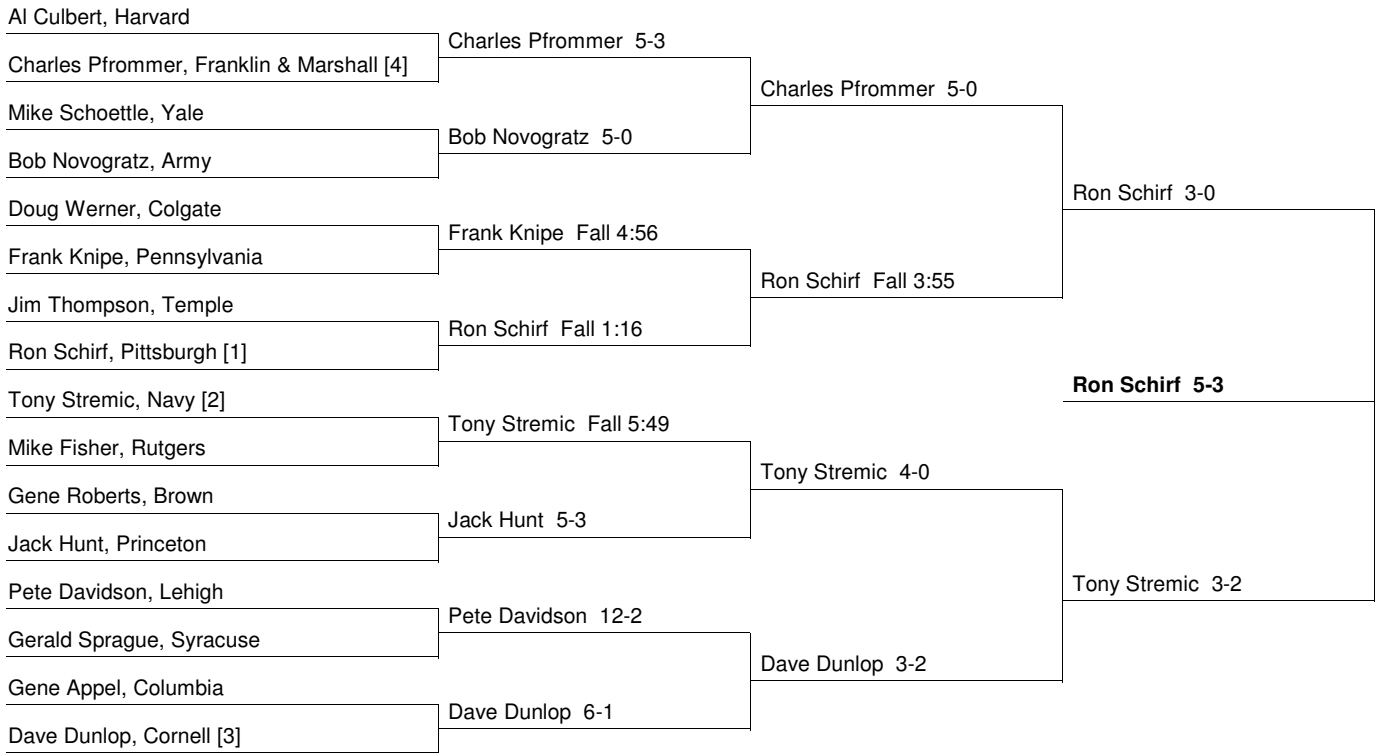 Al Culbert, Harvard
Charles Pfrommer, Franklin & Marshall [4]
Mike Schoettle, Yale
Bob Novogratz, Army
Doug Werner, Colgate
Frank Knipe, Pennsylvania
Jim Thompson, Temple
Ron Schirf, Pittsburgh [1]
Tony Stremic, Navy [2]
Mike Fisher, Rutgers
Gene Roberts, Brown
Jack Hunt, Princeton
Pete Davidson, Lehigh
Gerald Sprague, Syracuse
Gene Appel, Columbia
Dave Dunlop, Cornell [3]
Charles Pfrommer 5-3
Bob Novogratz 5-0
Frank Knipe Fall 4:56
Ron Schirf Fall 1:16
Tony Stremic Fall 5:49
Jack Hunt 5-3
Pete Davidson 12-2
Dave Dunlop 6-1
Charles Pfrommer 5-0
Ron Schirf Fall 3:55
Tony Stremic 4-0
Dave Dunlop 3-2
Ron Schirf 3-0
Tony Stremic 3-2
Ron Schirf 5-3